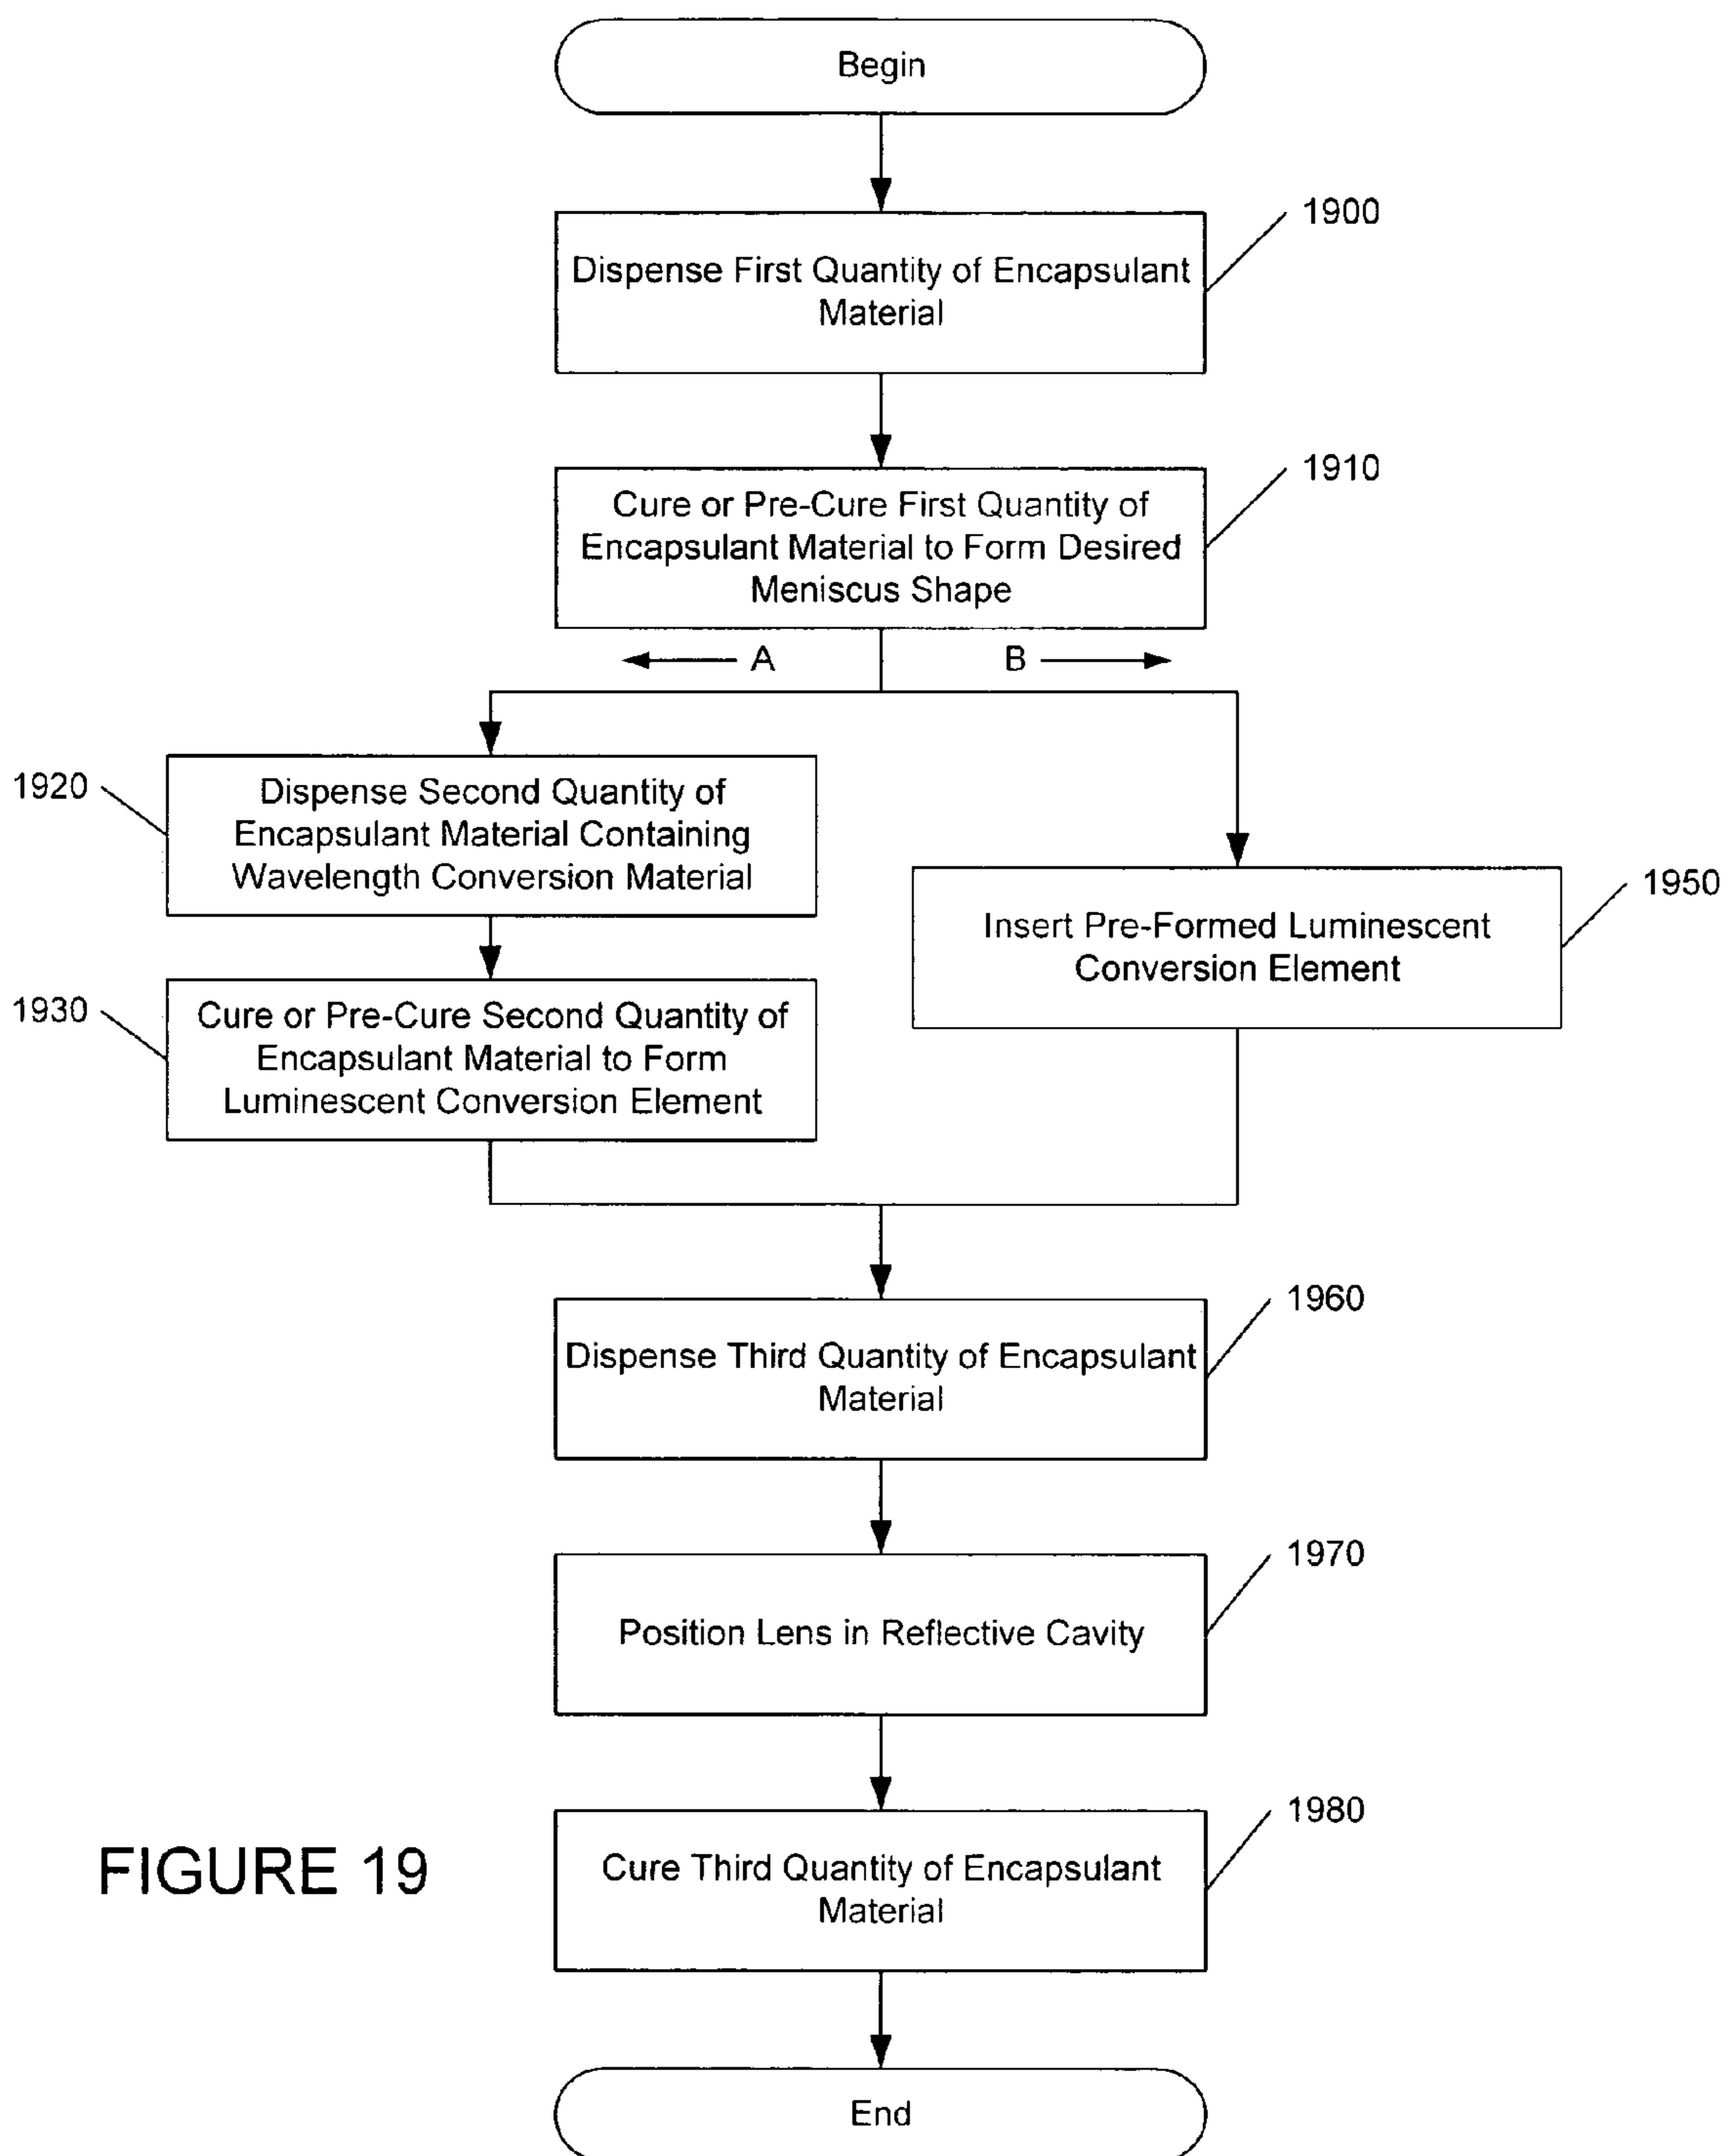 Begin
1900
Dispense First Quantity of Encapsulant
Material
1910
Cure or Pre-Cure First Quantity of
Encapsulant Material to Form Desired
Meniscus Shape
A
B
1920
Dispense Second Quantity of
Encapsulant Material Containing
Wavelength Conversion Material
1930
Cure or Pre-Cure Second Quantity of
Encapsulant Material to Form
Luminescent Conversion Element
1950
Insert Pre-Formed Luminescent
Conversion Element
1960
Dispense Third Quantity of Encapsulant
Material
1970
Position Lens in Reflective Cavity
1980
Cure Third Quantity of Encapsulant
Material
FIGURE 19
End